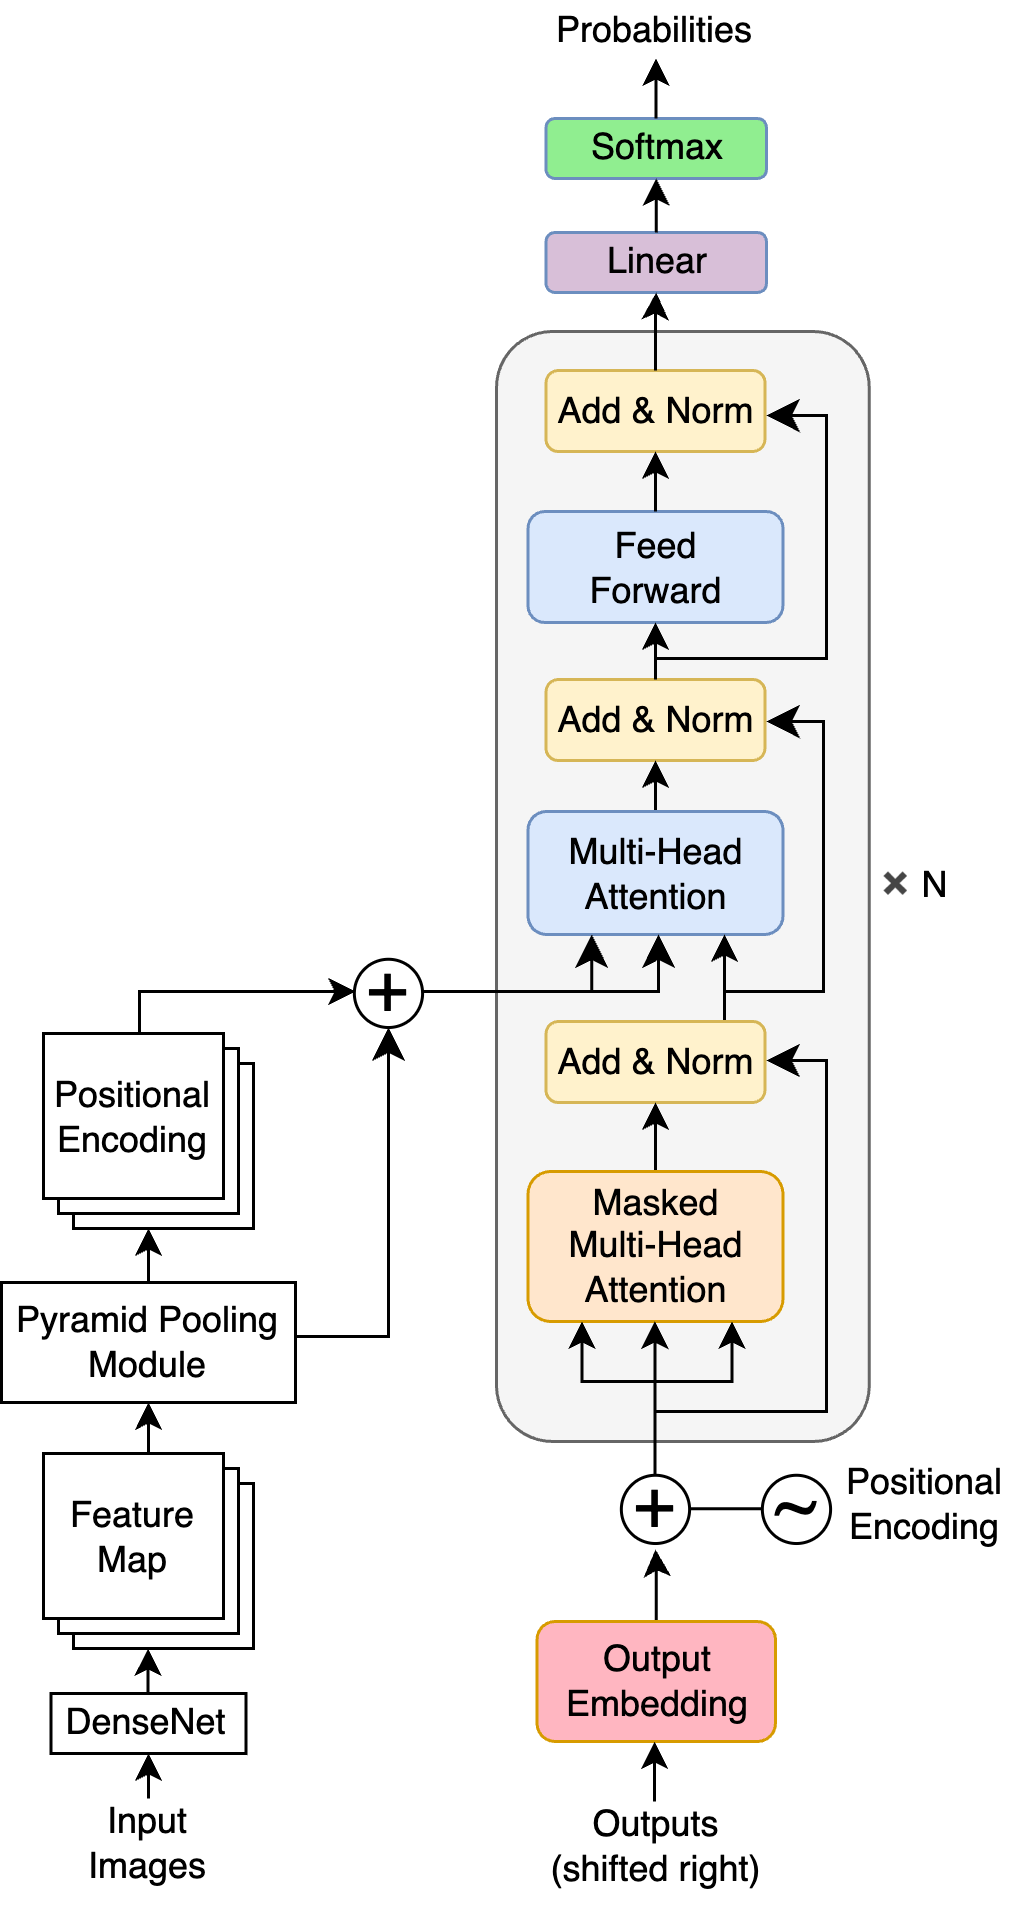 Probabilities
Softmax
Linear
Add & Norm
Feed
Forward
Add & Norm
Multi-Head
Attention
× N
Add & Norm
Masked
Multi-Head
Attention
Positional
Encoding
Pyramid Pooling
Module
Feature
Map
DenseNet
Input
Images
Positional
Encoding
Output
Embedding
Outputs
(shifted right)